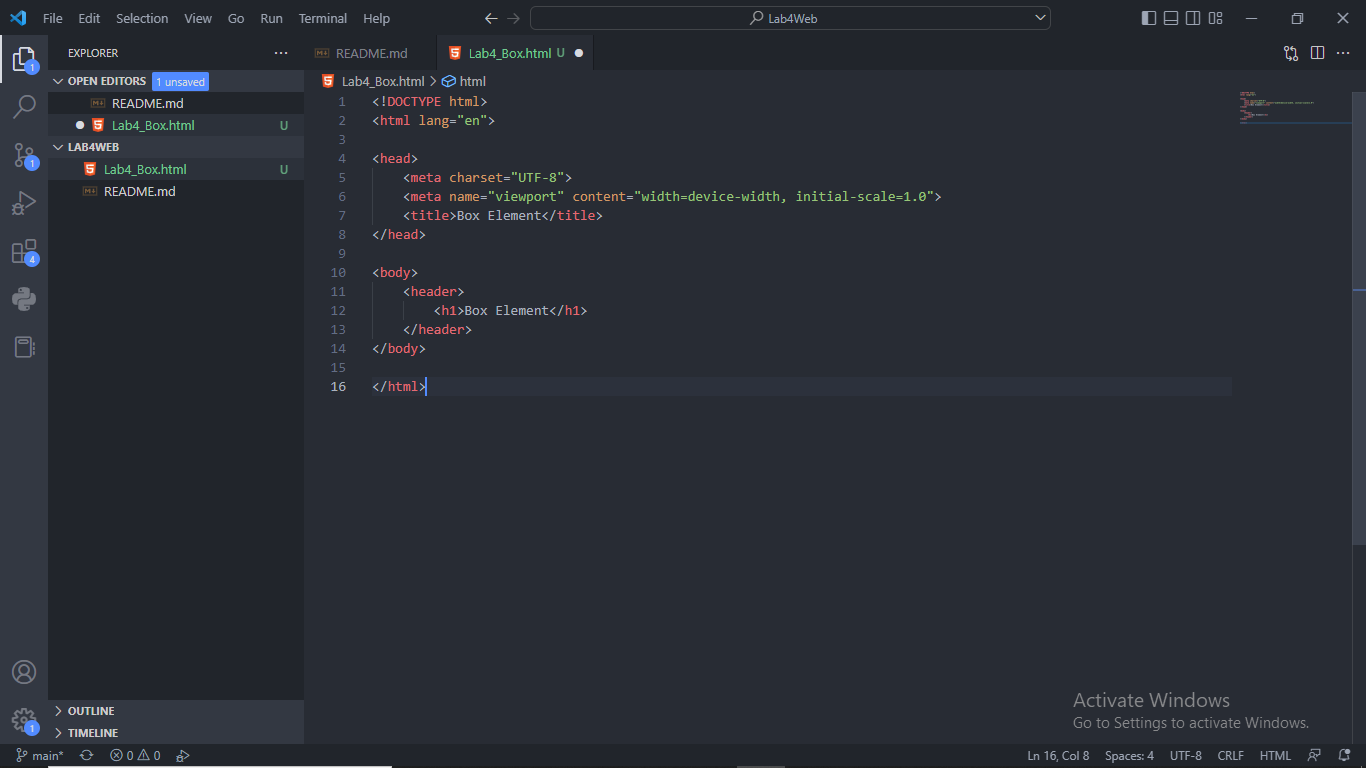 File Edit Selection View Go Run Terminal Help Lab4Web
EXPLORER
README.md Lab4_Box.html U
OPEN EDITORS 1 unsaved
README.md
Lab4_Box.html U
LAB4WEB
Lab4_Box.html U
README.md
OUTLINE
TIMELINE
1
1
4
1
Lab4_Box.html > html
1 <!DOCTYPE html>
2 <html lang="en">
3
4 <head>
5     <meta charset="UTF-8">
6     <meta name="viewport" content="width=device-width, initial-scale=1.0">
7     <title>Box Element</title>
8 </head>
9
10 <body>
11     <header>
12         <h1>Box Element</h1>
13     </header>
14 </body>
15
16 </html>
Activate Windows
Go to Settings to activate Windows.
main* 0 0 Ln 16, Col 8 Spaces: 4 UTF-8 CRLF HTML